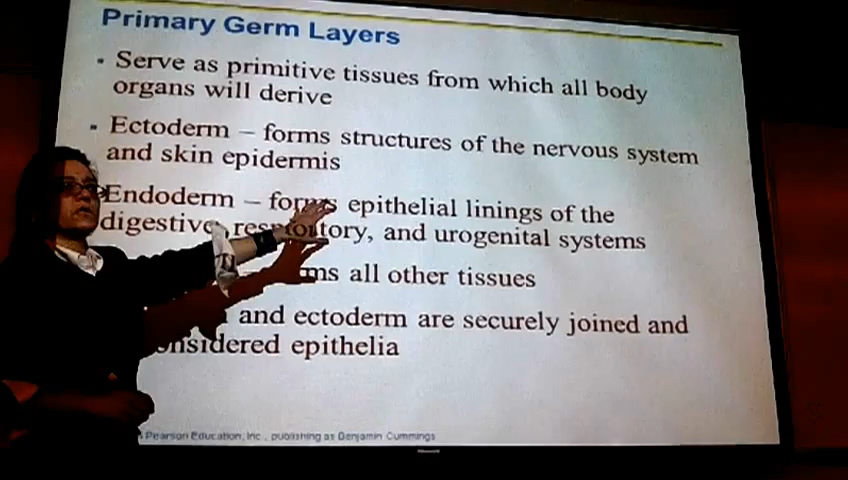 Primary Germ Layers
▪ Serve as primitive tissues from which all body
organs will derive
▪ Ectoderm – forms structures of the nervous system
and skin epidermis
Endoderm – forms epithelial linings of the
digestive, respiratory, and urogenital systems
all other tissues
and ectoderm are securely joined and
considered epithelia
Pearson Education, Inc., publishing as Benjamin Cummings